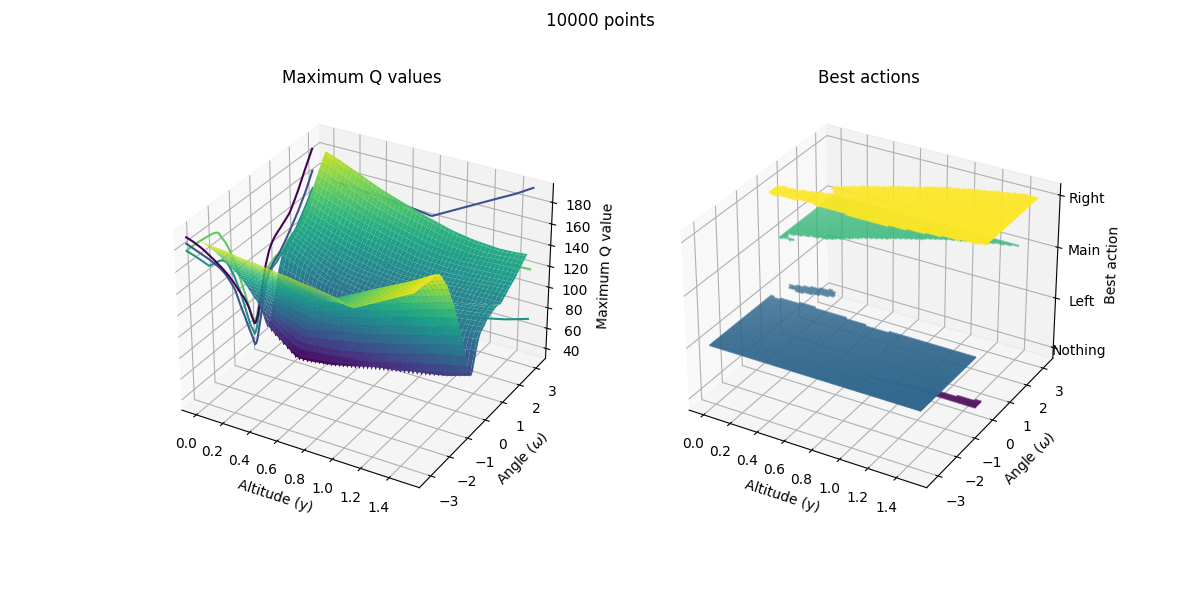 10000 points
Maximum Q values
Best actions
180
160
140
120
100
80
60
40
Maximum Q value
0.0
0.2
0.4
0.6
0.8
1.0
1.2
1.4
Altitude (y)
−3
−2
−1
0
1
2
3
Angle (ω)
Right
Main
Left
Nothing
Best action
0.0
0.2
0.4
0.6
0.8
1.0
1.2
1.4
Altitude (y)
−3
−2
−1
0
1
2
3
Angle (ω)